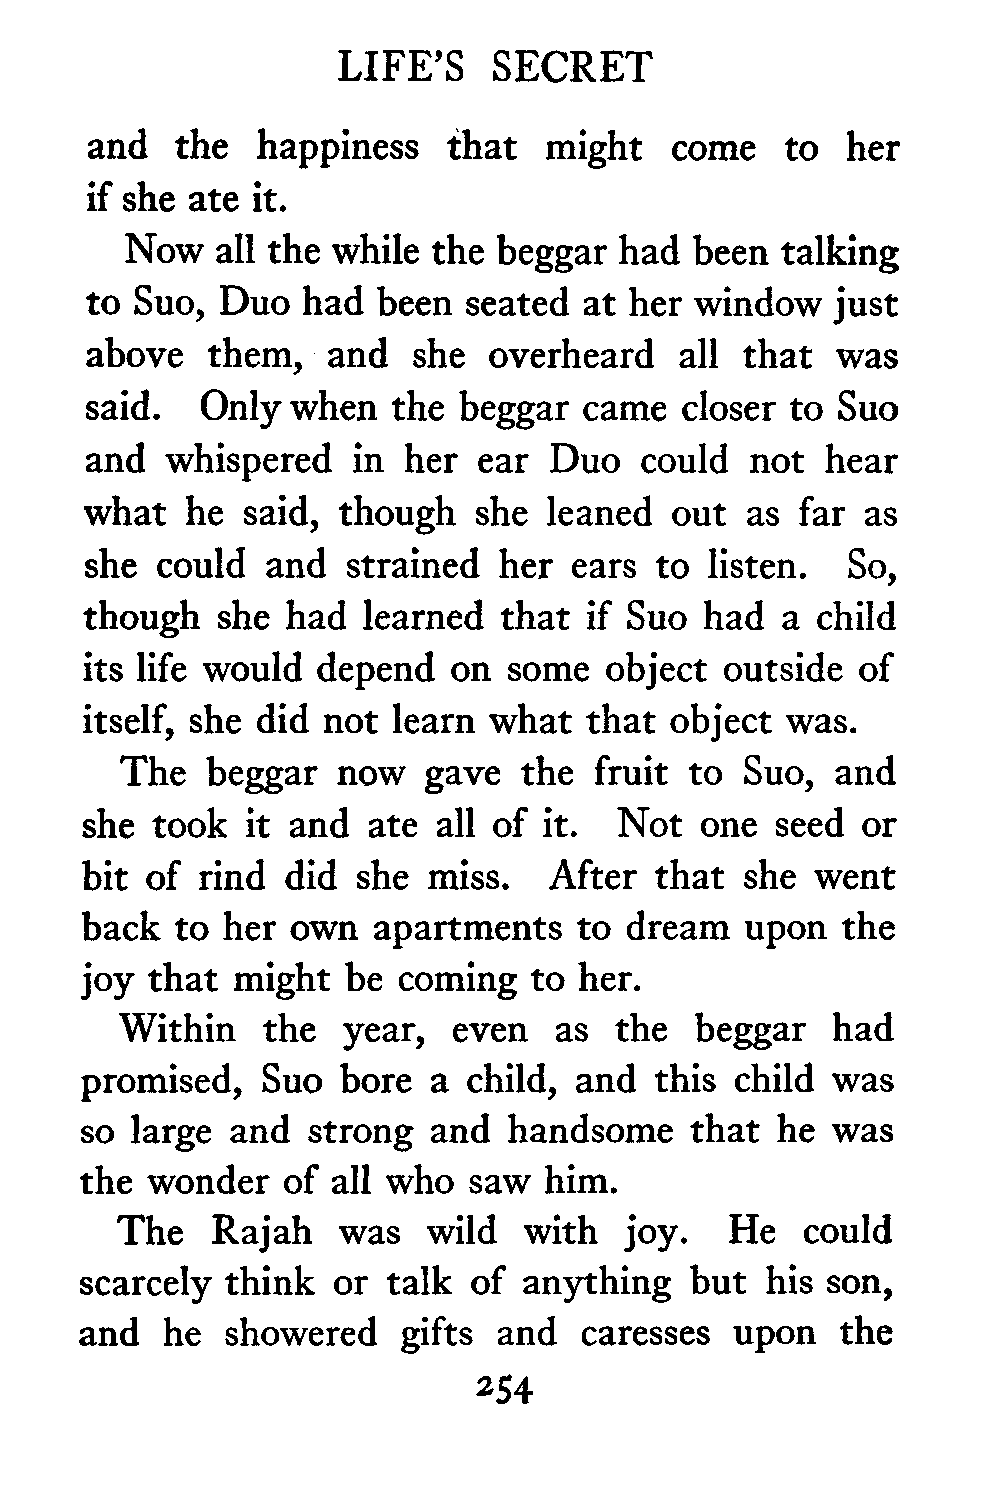 LIFE'S SECRET
and the happiness that might come to her
if she ate it.
Now all the while the beggar had been talking
to Suo, Duo had been seated at her window just
above them, and she overheard all that was
said. Only when the beggar came closer to Suo
and whispered in her ear Duo could not hear
what he said, though she leaned out as far as
she could and strained her ears to listen. So,
though she had learned that if Suo had a child
its life would depend on some object outside of
itself, she did not learn what that object was.
The beggar now gave the fruit to Suo, and
she took it and ate all of it. Not one seed or
bit of rind did she miss. After that she went
back to her own apartments to dream upon the
joy that might be coming to her.
Within the year, even as the beggar had
promised, Suo bore a child, and this child was
so large and strong and handsome that he was
the wonder of all who saw him.
The Rajah was wild with joy. He could
scarcely think or talk of anything but his son,
and he showered gifts and caresses upon the
254